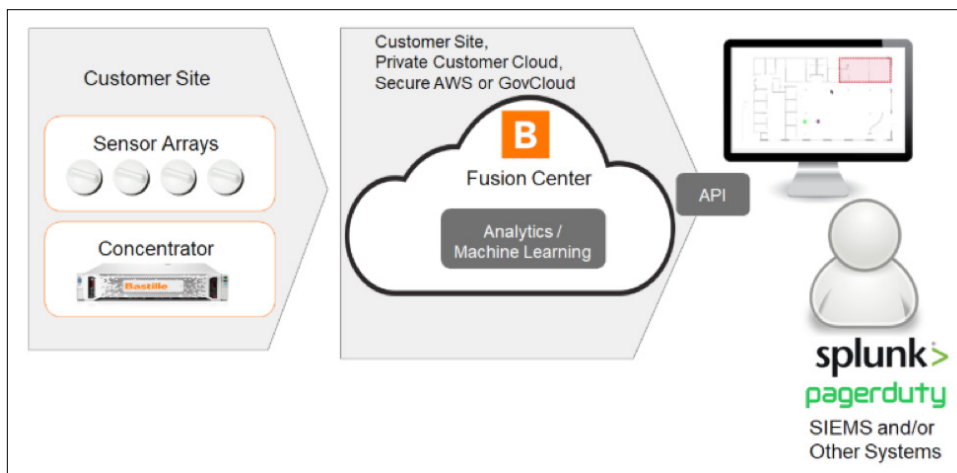 Customer Site
Sensor Arrays
Concentrator
Bastille
Customer Site,
Private Customer Cloud,
Secure AWS or GovCloud
B
Fusion Center
Analytics /
Machine Learning
API
splunk>
pagerduty
SIEMS and/or
Other Systems